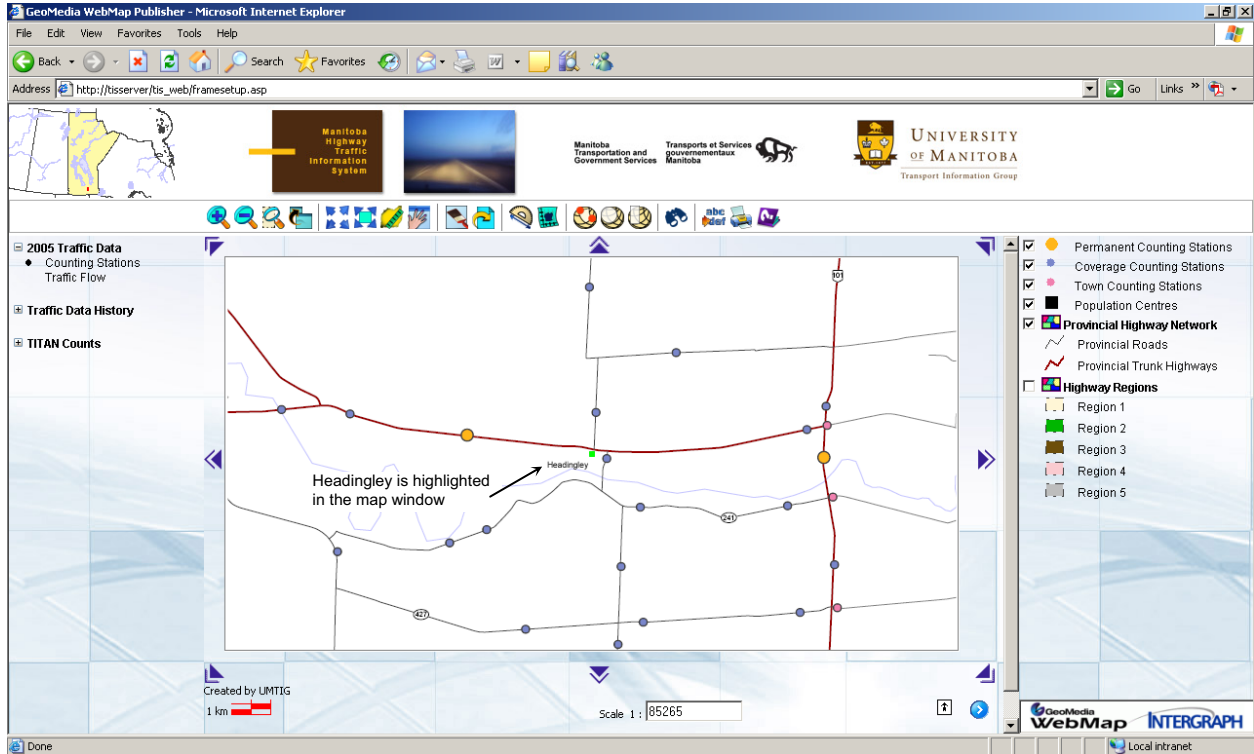 GeoMedia WebMap Publisher - Microsoft Internet Explorer
File Edit View Favorites Tools Help
Back Search Favorites
Address http://tisserver/tis_web/framesetup.asp Go Links »
Manitoba
Highway
Traffic
Information
System
Manitoba
Transportation and
Government Services
Transports et Services
gouvernementaux
Manitoba
UNIVERSITY
OF MANITOBA
Transport Information Group
abc
def
2005 Traffic Data
Counting Stations
Traffic Flow
Traffic Data History
TITAN Counts
101
Headingley
Headingley is highlighted
in the map window
241
427
Permanent Counting Stations
Coverage Counting Stations
Town Counting Stations
Population Centres
Provincial Highway Network
Provincial Roads
Provincial Trunk Highways
Highway Regions
Region 1
Region 2
Region 3
Region 4
Region 5
Created by UMTIG
1 km
Scale 1 : 85265
GeoMedia
WebMap
INTERGRAPH
Done
Local intranet